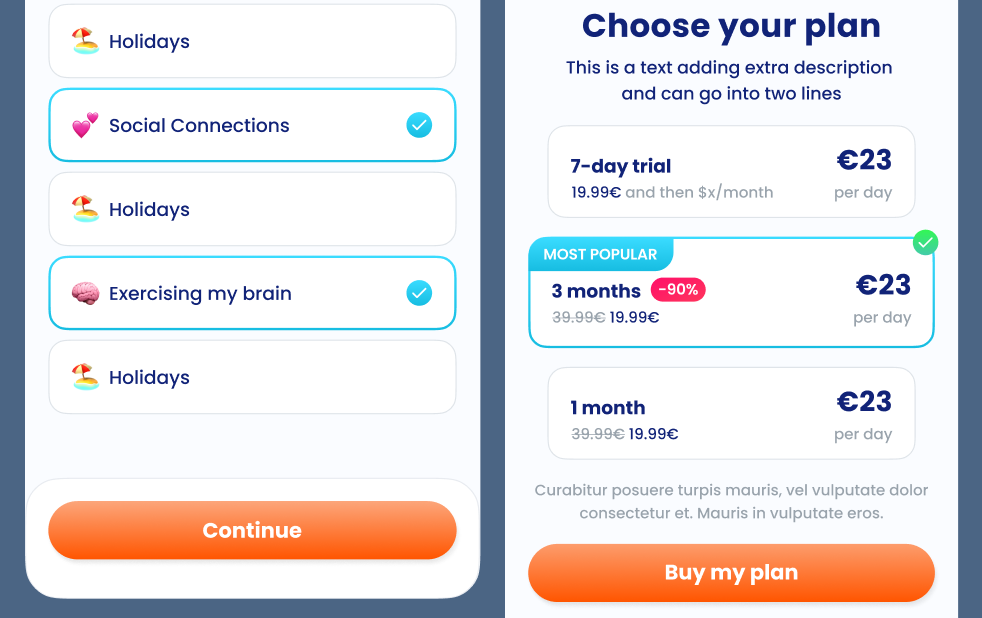 Holidays
Social Connections
Holidays
Exercising my brain
Holidays
Continue
Choose your plan
This is a text adding extra description
and can go into two lines
7-day trial
19.99€ and then $x/month
€23
per day
MOST POPULAR
3 months -90%
39.99€ 19.99€
€23
per day
1 month
39.99€ 19.99€
€23
per day
Curabitur posuere turpis mauris, vel vulputate dolor
consectetur et. Mauris in vulputate eros.
Buy my plan